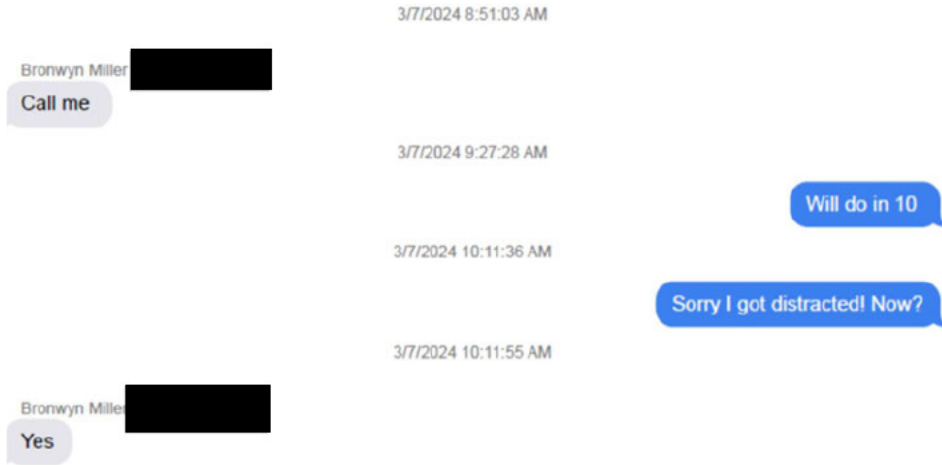 3/7/2024 8:51:03 AM
Bronwyn Miller
Call me
3/7/2024 9:27:28 AM
Will do in 10
3/7/2024 10:11:36 AM
Sorry I got distracted! Now?
3/7/2024 10:11:55 AM
Bronwyn Miller
Yes